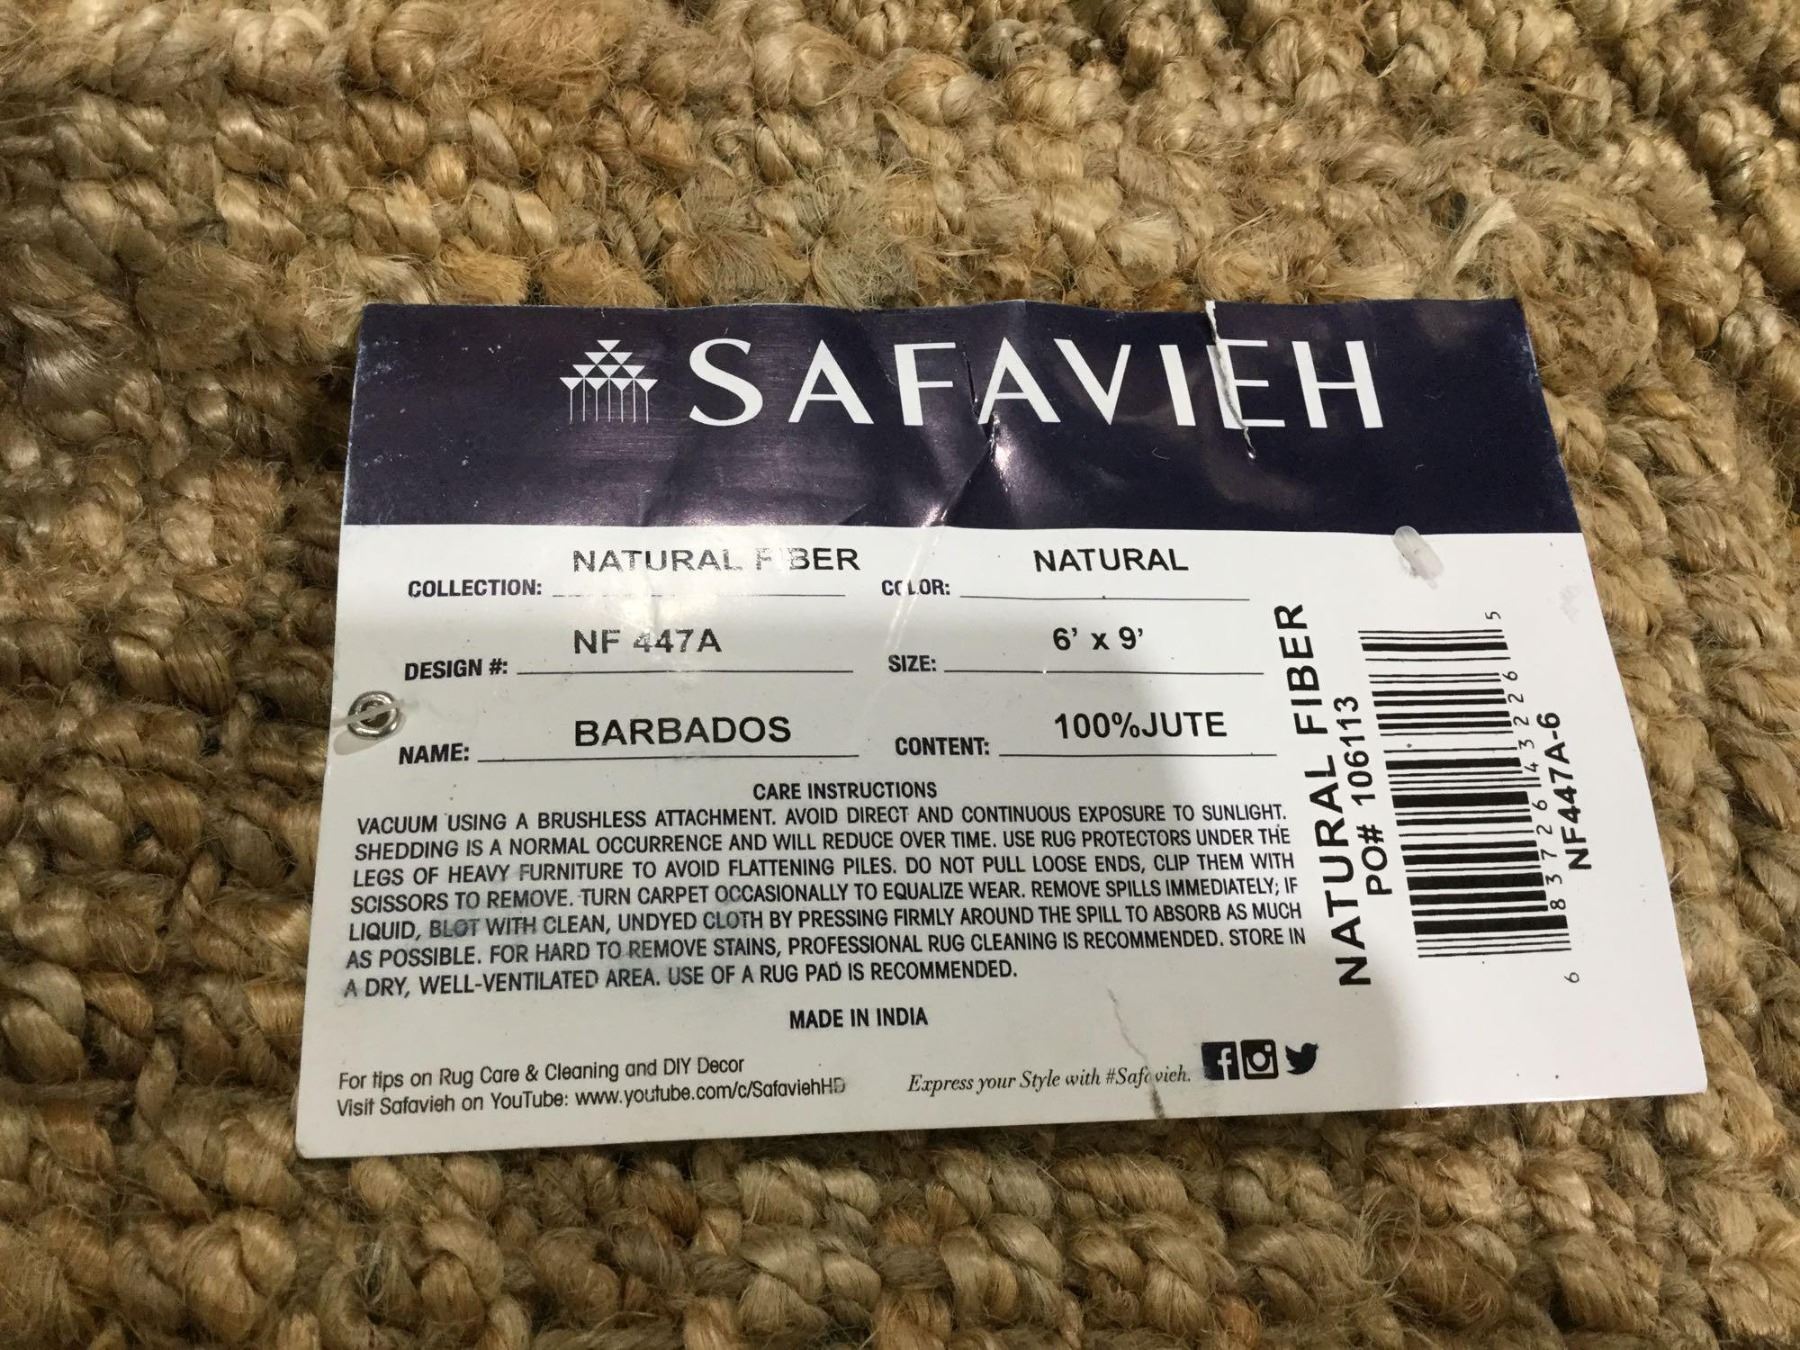 SAFAVIEH
COLLECTION: NATURAL FIBER
COLOR: NATURAL
DESIGN #: NF 447A
SIZE: 6' x 9'
NAME: BARBADOS
CONTENT: 100%JUTE
CARE INSTRUCTIONS
VACUUM USING A BRUSHLESS ATTACHMENT. AVOID DIRECT AND CONTINUOUS EXPOSURE TO SUNLIGHT.
SHEDDING IS A NORMAL OCCURRENCE AND WILL REDUCE OVER TIME. USE RUG PROTECTORS UNDER THE
LEGS OF HEAVY FURNITURE TO AVOID FLATTENING PILES. DO NOT PULL LOOSE ENDS, CLIP THEM WITH
SCISSORS TO REMOVE. TURN CARPET OCCASIONALLY TO EQUALIZE WEAR. REMOVE SPILLS IMMEDIATELY; IF
LIQUID, BLOT WITH CLEAN, UNDYED CLOTH BY PRESSING FIRMLY AROUND THE SPILL TO ABSORB AS MUCH
AS POSSIBLE. FOR HARD TO REMOVE STAINS, PROFESSIONAL RUG CLEANING IS RECOMMENDED. STORE IN
A DRY, WELL-VENTILATED AREA. USE OF A RUG PAD IS RECOMMENDED.
MADE IN INDIA
For tips on Rug Care & Cleaning and DIY Decor
Visit Safavieh on YouTube: www.youtube.com/c/SafaviehHD
Express your Style with #Safavieh.
NATURAL FIBER
PO# 106113
6 83726 43226 5
NF447A-6